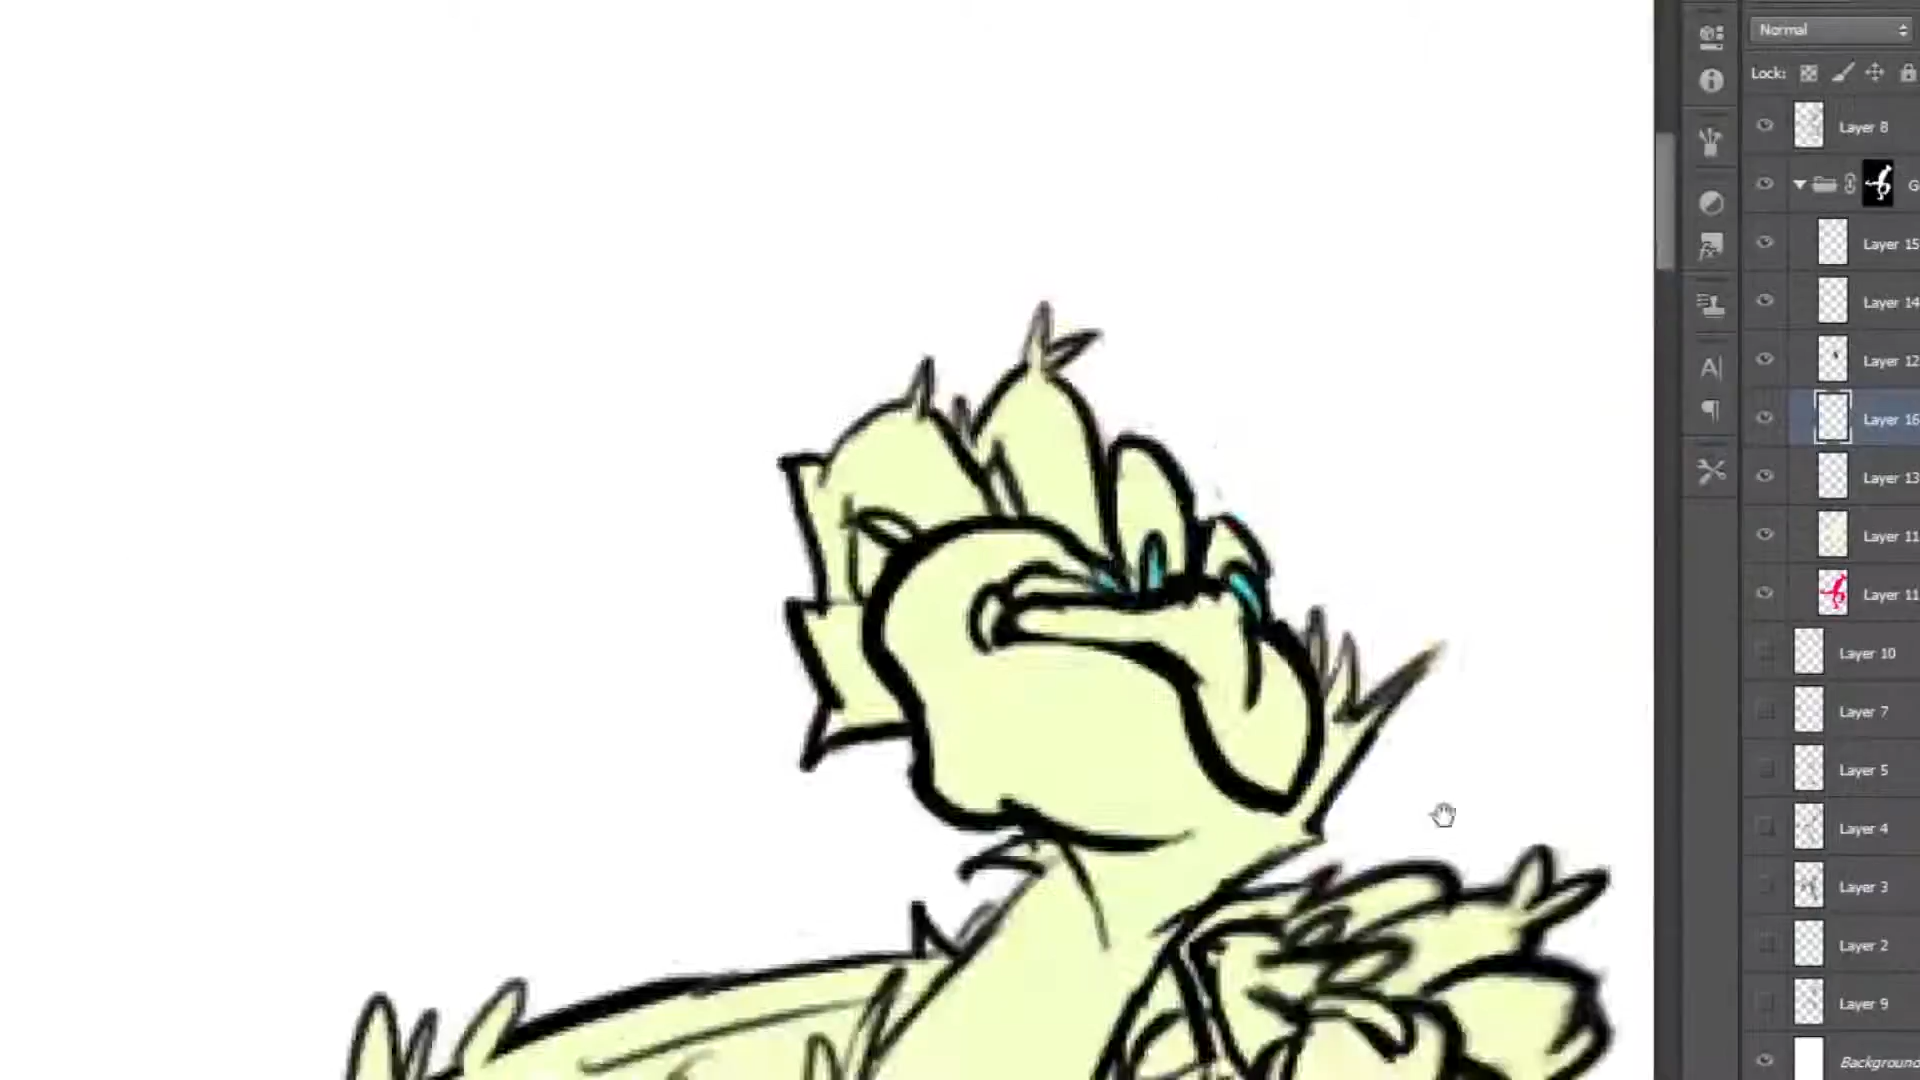 Normal
Lock:
Layer 8
G
Layer 15
Layer 14
Layer 12
Layer 16
Layer 13
Layer 11
Layer 11
Layer 10
Layer 7
Layer 5
Layer 4
Layer 3
Layer 2
Layer 9
Background